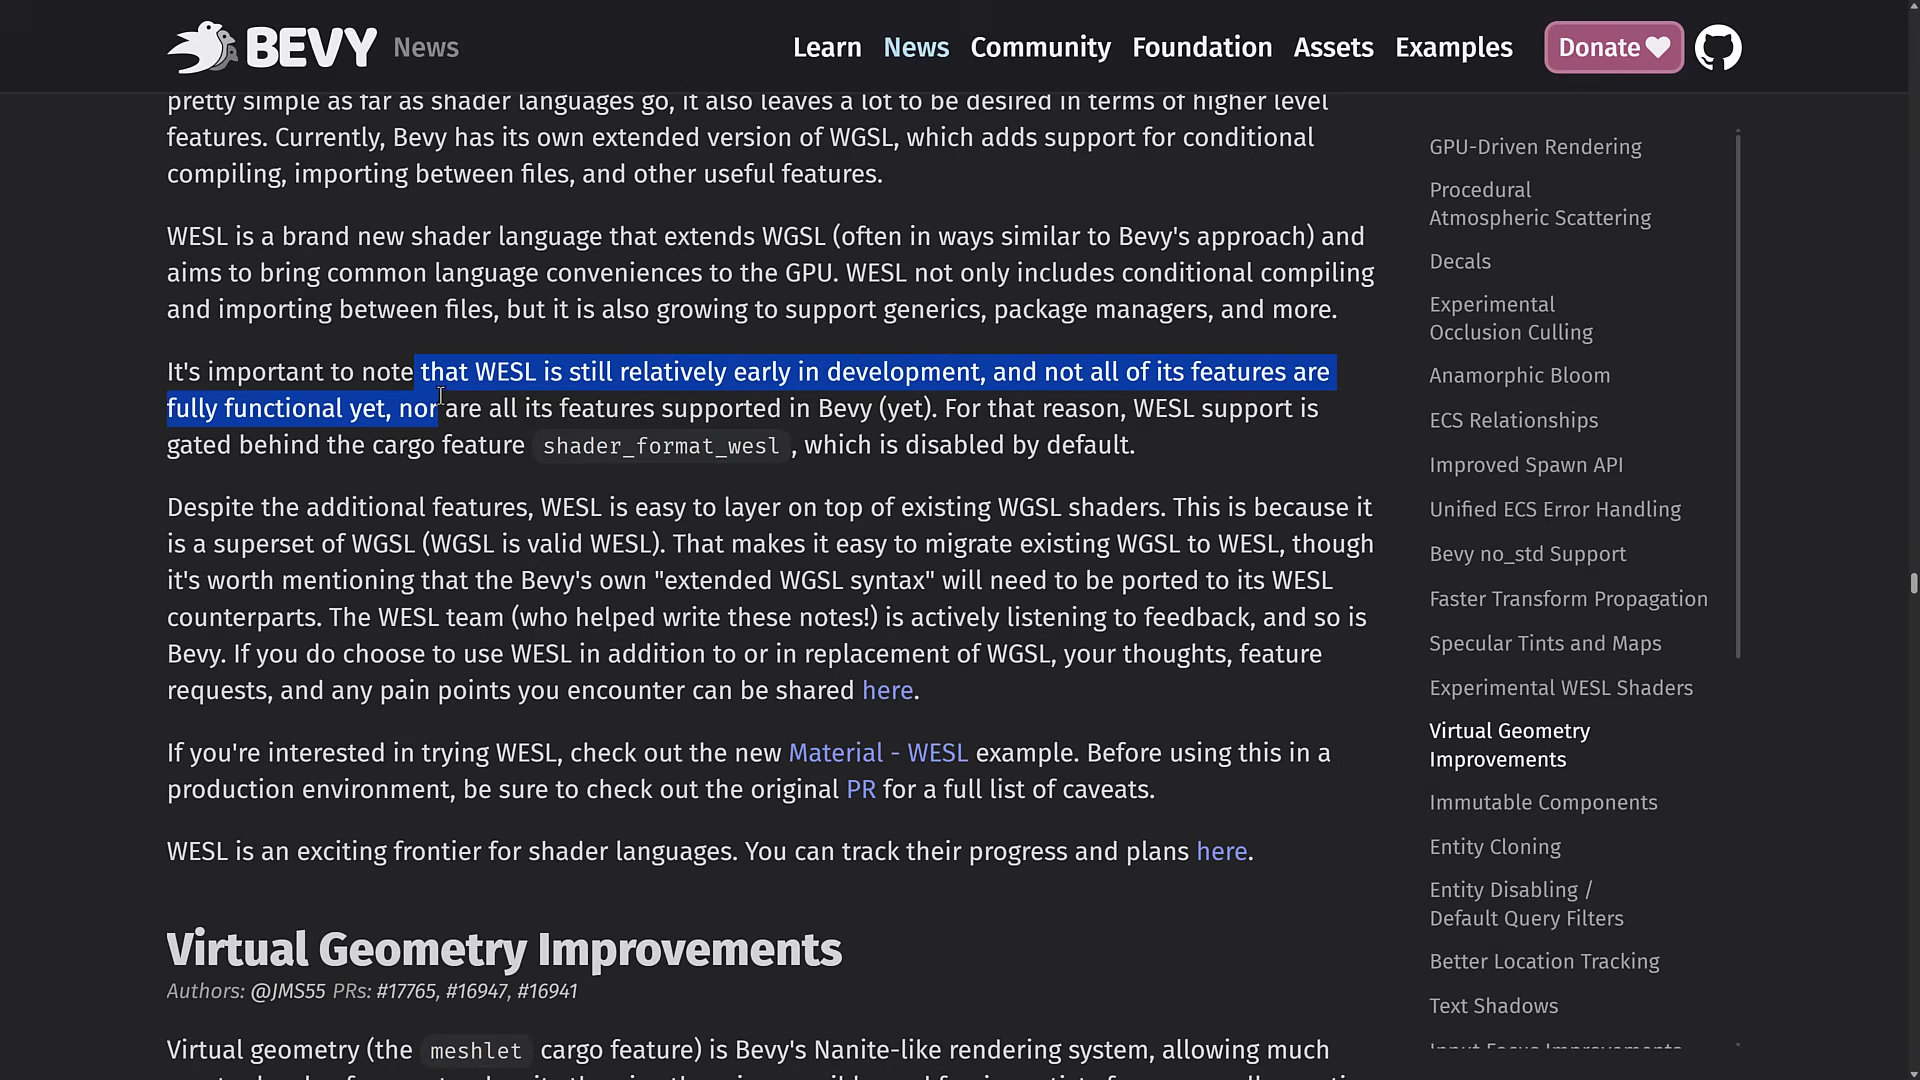 BEVY News
Learn News Community Foundation Assets Examples Donate
pretty simple as far as shader languages go, it also leaves a lot to be desired in terms of higher level
features. Currently, Bevy has its own extended version of WGSL, which adds support for conditional
compiling, importing between files, and other useful features.
WESL is a brand new shader language that extends WGSL (often in ways similar to Bevy's approach) and
aims to bring common language conveniences to the GPU. WESL not only includes conditional compiling
and importing between files, but it is also growing to support generics, package managers, and more.
It's important to note that WESL is still relatively early in development, and not all of its features are
fully functional yet, nor are all its features supported in Bevy (yet). For that reason, WESL support is
gated behind the cargo feature shader_format_wesl , which is disabled by default.
Despite the additional features, WESL is easy to layer on top of existing WGSL shaders. This is because it
is a superset of WGSL (WGSL is valid WESL). That makes it easy to migrate existing WGSL to WESL, though
it's worth mentioning that the Bevy's own "extended WGSL syntax" will need to be ported to its WESL
counterparts. The WESL team (who helped write these notes!) is actively listening to feedback, and so is
Bevy. If you do choose to use WESL in addition to or in replacement of WGSL, your thoughts, feature
requests, and any pain points you encounter can be shared here.
If you're interested in trying WESL, check out the new Material - WESL example. Before using this in a
production environment, be sure to check out the original PR for a full list of caveats.
WESL is an exciting frontier for shader languages. You can track their progress and plans here.
Virtual Geometry Improvements
Authors: @JMS55 PRs: #17765, #16947, #16941
Virtual geometry (the meshlet cargo feature) is Bevy's Nanite-like rendering system, allowing much
GPU-Driven Rendering
Procedural
Atmospheric Scattering
Decals
Experimental
Occlusion Culling
Anamorphic Bloom
ECS Relationships
Improved Spawn API
Unified ECS Error Handling
Bevy no_std Support
Faster Transform Propagation
Specular Tints and Maps
Experimental WESL Shaders
Virtual Geometry
Improvements
Immutable Components
Entity Cloning
Entity Disabling /
Default Query Filters
Better Location Tracking
Text Shadows
Input Focus Improvements